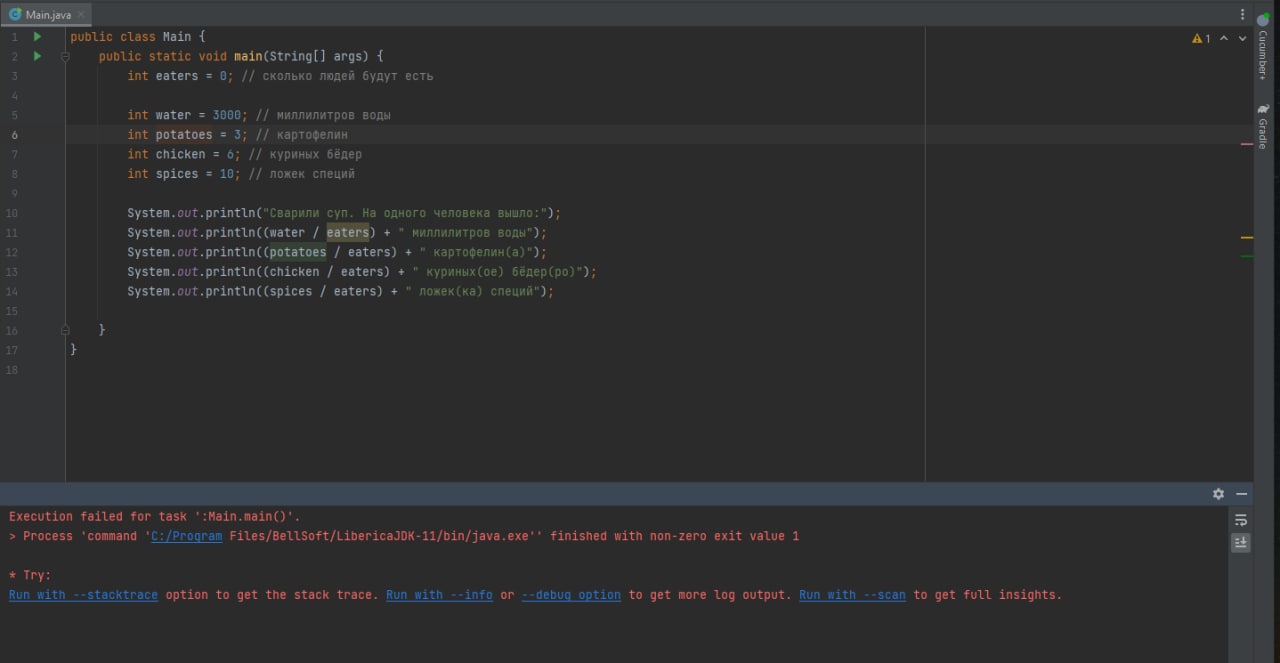 Main.java
1 public class Main {
2 public static void main(String[] args) {
3 int eaters = 0; // сколько людей будут есть
4
5 int water = 3000; // миллилитров воды
6 int potatoes = 3; // картофелин
7 int chicken = 6; // куриных бёдер
8 int spices = 10; // ложек специй
9
10 System.out.println("Сварили суп. На одного человека вышло:");
11 System.out.println((water / eaters) + " миллилитров воды");
12 System.out.println((potatoes / eaters) + " картофелин(а)");
13 System.out.println((chicken / eaters) + " куриных(ое) бёдер(ро)");
14 System.out.println((spices / eaters) + " ложек(ка) специй");
15
16 }
17 }
18
1
Cucumber+
Gradle
Execution failed for task ':Main.main()'.
> Process 'command 'C:/Program Files/BellSoft/LibericaJDK-11/bin/java.exe'' finished with non-zero exit value 1
* Try:
Run with --stacktrace option to get the stack trace. Run with --info or --debug option to get more log output. Run with --scan to get full insights.